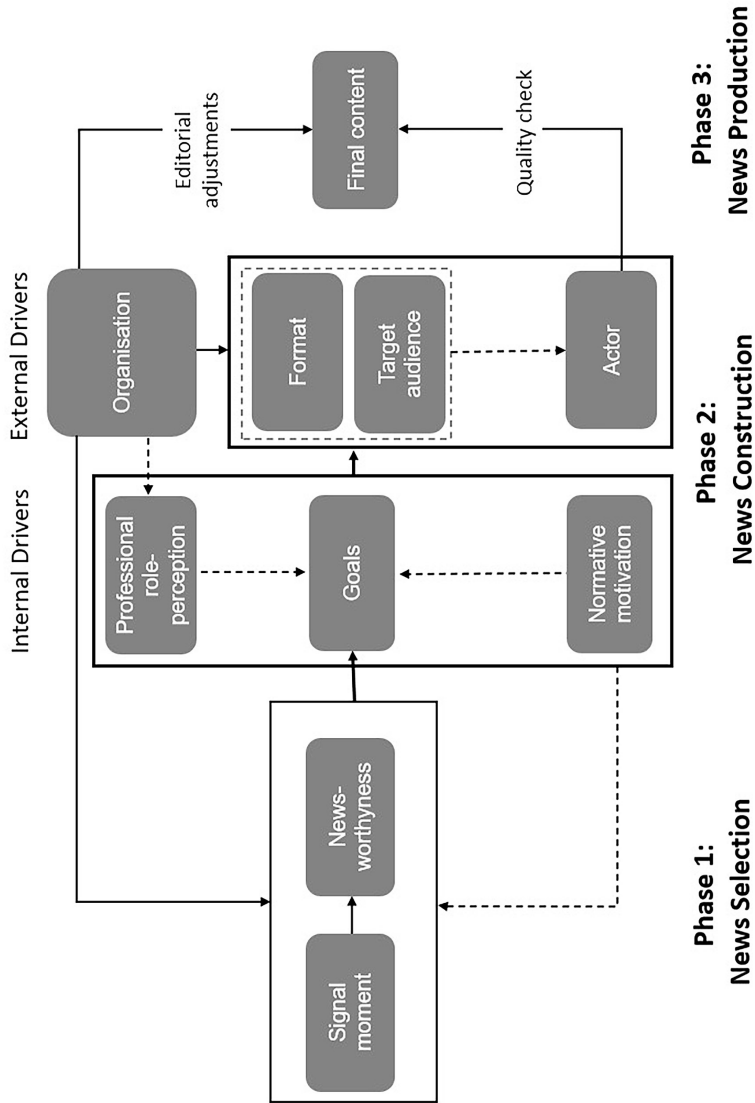 Internal Drivers
External Drivers
Organisation
Professional
role-
perception
Editorial
adjustments
Signal
moment
News-
worthyness
Goals
Format
Target
audience
Final content
Normative
motivation
Actor
Quality check
Phase 1:
News Selection
Phase 2:
News Construction
Phase 3:
News Production